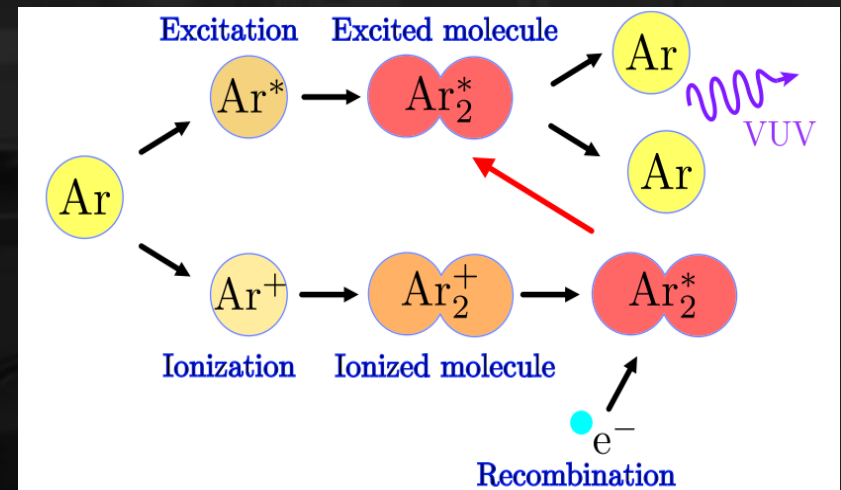 Excitation
Excited molecule
Ar
Ar*
Ar₂*
Ar
VUV
Ar
Ar⁺
Ar₂⁺
Ar₂*
Ionization
Ionized molecule
e⁻
Recombination